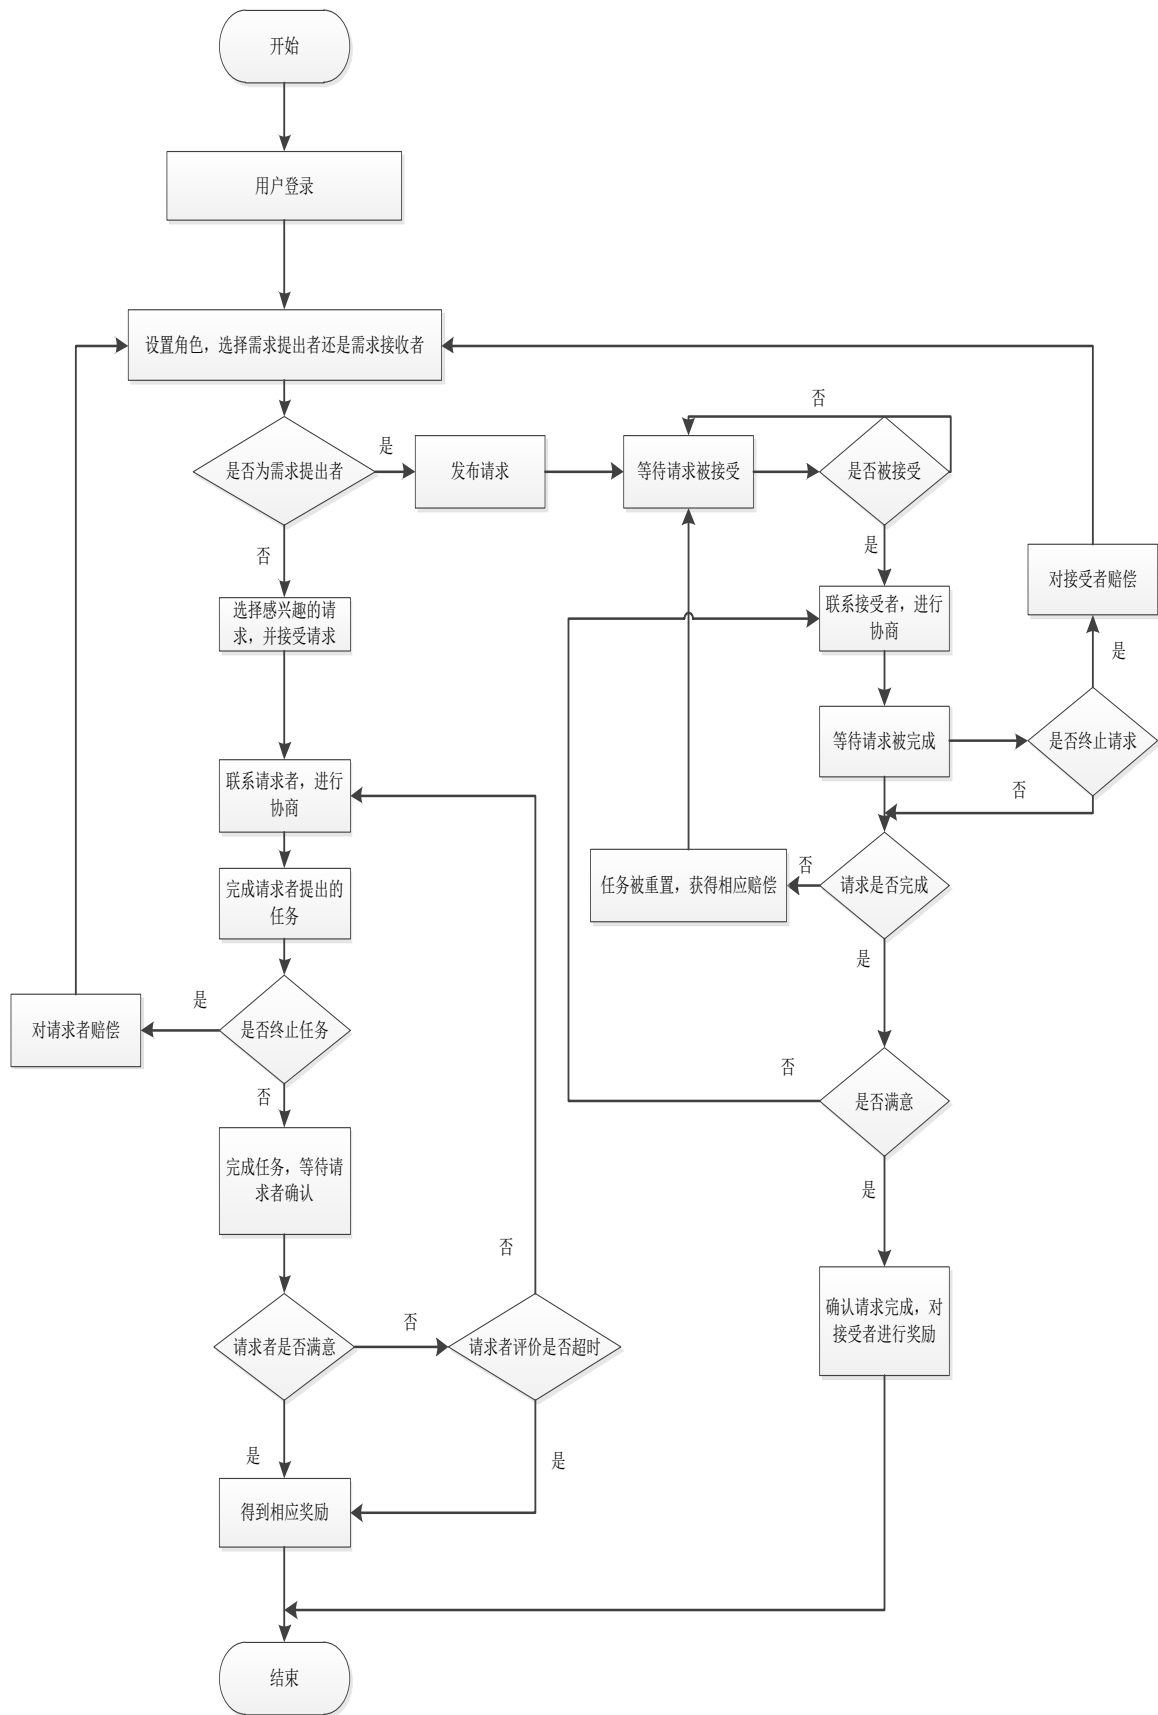 开始
用户登录
设置角色，选择需求提出者还是需求接收者
否
是否为需求提出者
是
发布请求
等待请求被接受
是否被接受
否
是
对接受者赔偿
选择感兴趣的请
求，并接受请求
联系接受者，进行
协商
是
等待请求被完成
是否终止请求
联系请求者，进行
协商
否
完成请求者提出的
任务
任务被重置，获得相应赔偿
否
请求是否完成
是
是
对请求者赔偿
是否终止任务
否
否
是否满意
完成任务，等待请
求者确认
是
否
请求者是否满意
否
请求者评价是否超时
确认请求完成，对
接受者进行奖励
是
是
得到相应奖励
结束